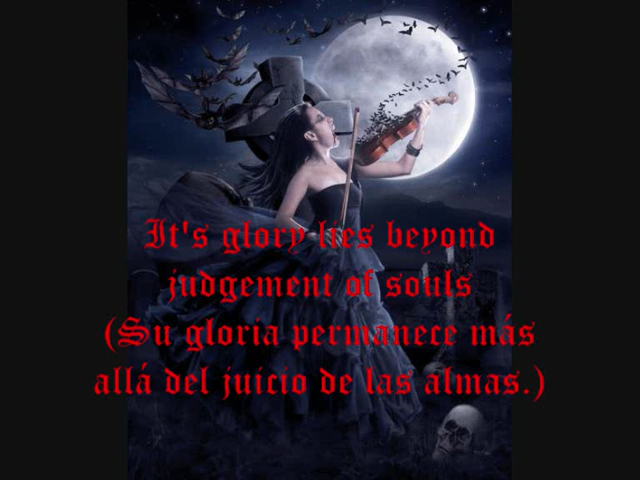 It's glory lies beyond
judgement of souls
(Su gloria permanece más
allá del juicio de las almas.)